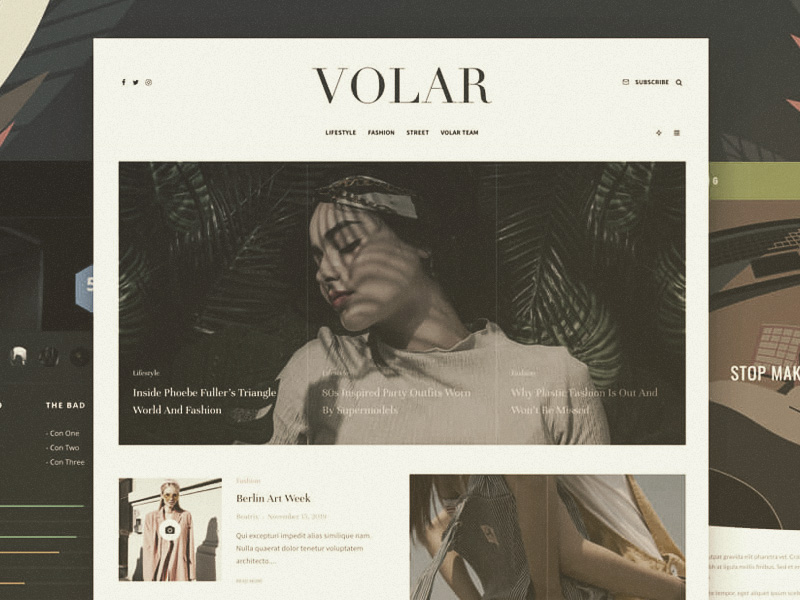 VOLAR
SUBSCRIBE
LIFESTYLE FASHION STREET VOLAR TEAM
G
5
Lifestyle
Inside Phoebe Fuller's Triangle
World And Fashion
Lifestyle
80s Inspired Party Outfits Worn
By Supermodels
Fashion
Why Plastic Fashion Is Out And
Won't Be Missed
STOP MAK
THE BAD
- Con One
- Con Two
- Con Three
Fashion
Berlin Art Week
Beatric / November 15, 2019
Qui excepturi impedit alias similique nam.
Nulla quaerat dolor tenetur voluptatem
architecto....
READ MORE